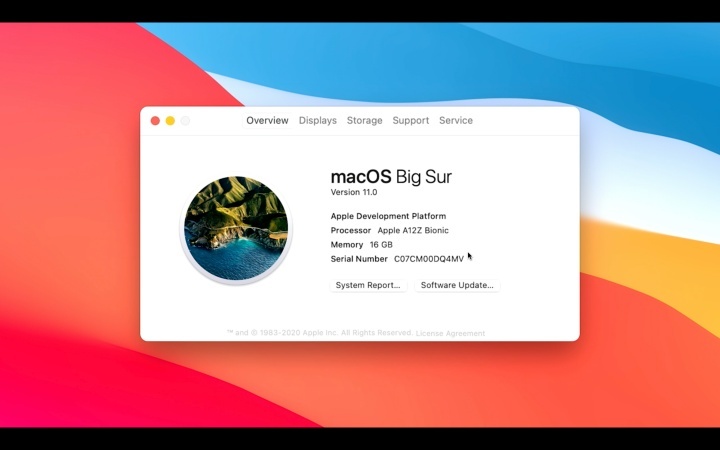 Overview Displays Storage Support Service
macOS Big Sur
Version 11.0
Apple Development Platform
Processor Apple A12Z Bionic
Memory 16 GB
Serial Number C07CM00DQ4MV
System Report... Software Update...
™ and © 1983-2020 Apple Inc. All Rights Reserved. License Agreement